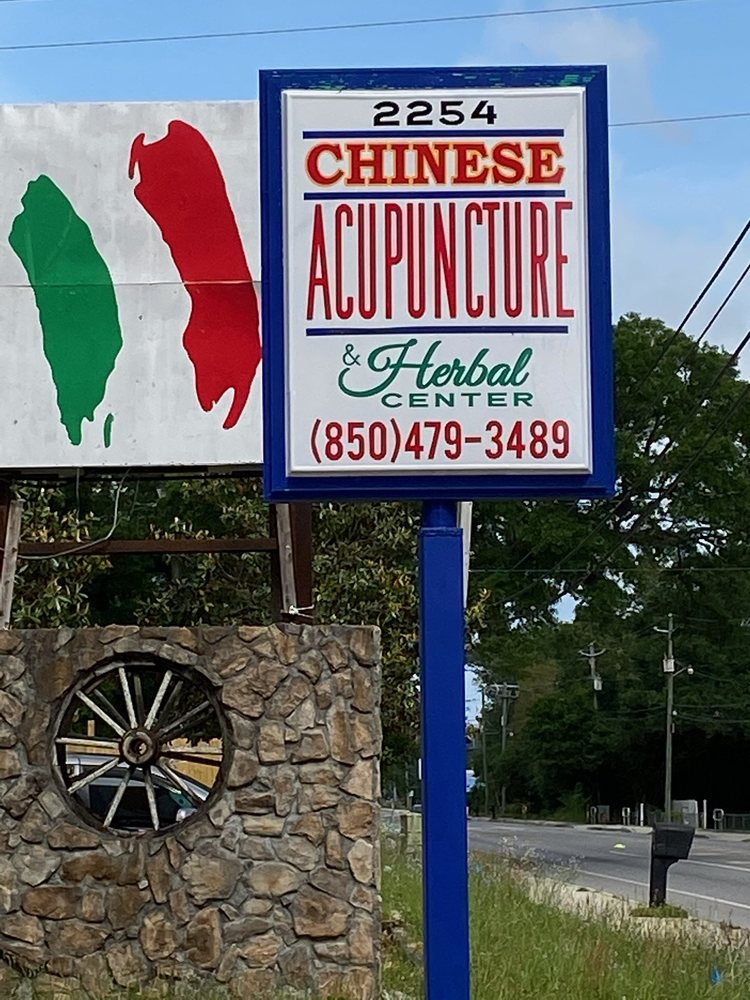 2254
CHINESE
ACUPUNCTURE
& Herbal
CENTER
(850)479-3489